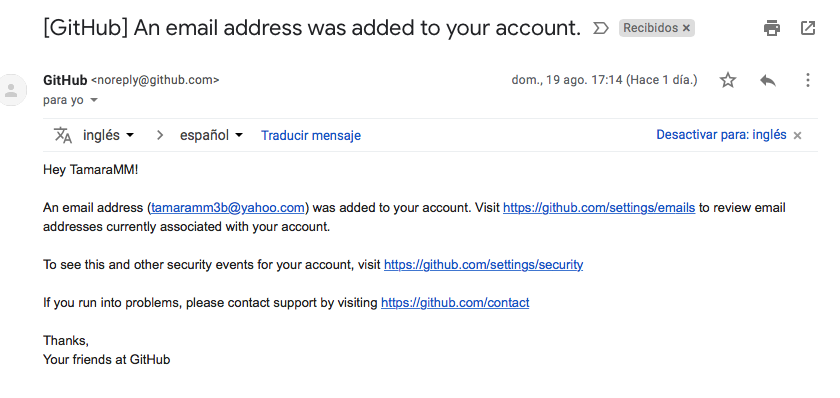 [GitHub] An email address was added to your account. Recibidos ×
GitHub <noreply@github.com> dom., 19 ago. 17:14 (Hace 1 día.)
para yo
inglés > español Traducir mensaje Desactivar para: inglés ×
Hey TamaraMM!
An email address (tamaramm3b@yahoo.com) was added to your account. Visit https://github.com/settings/emails to review email
addresses currently associated with your account.
To see this and other security events for your account, visit https://github.com/settings/security
If you run into problems, please contact support by visiting https://github.com/contact
Thanks,
Your friends at GitHub